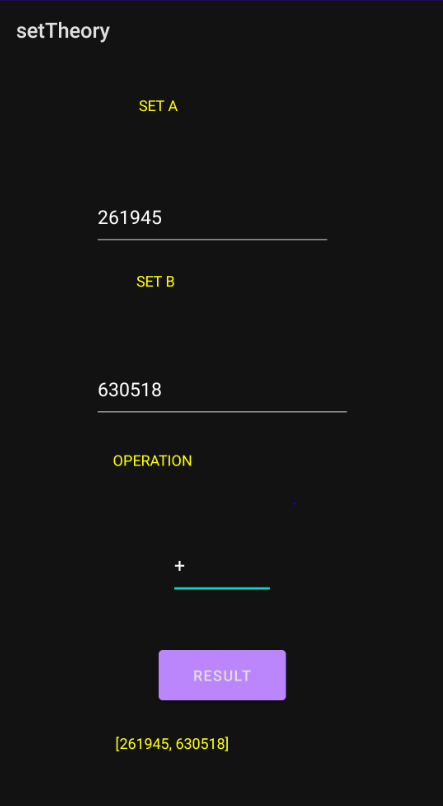 setTheory
SET A
261945
SET B
630518
OPERATION
+
RESULT
[261945, 630518]